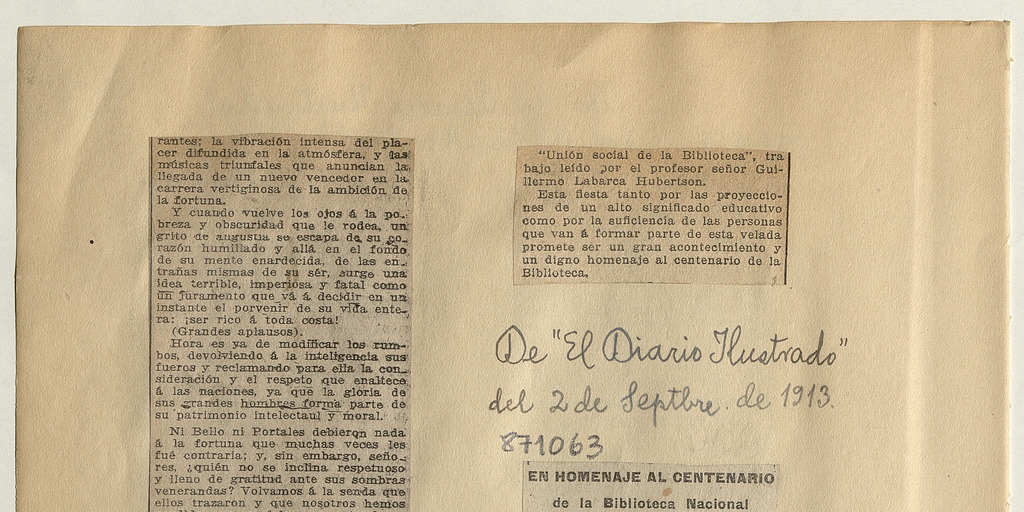 rantes; la vibración intensa del pla-
cer difundida en la atmósfera, y las
músicas triunfales que anuncian la
llegada de un nuevo vencedor en la
carrera vertiginosa de la ambición de
la fortuna.
Y cuando vuelve los ojos á la po-
breza y obscuridad que le rodea, un
grito de augustia se escapa de su co-
razón humillado y allá en el fondo
de su mente enardecida, de las en-
trañas mismas de su sér, surge una
idea terrible, imperiosa y fatal como
un juramento que vá á decidir en un
instante el porvenir de su vida ente-
ra: ¡ser rico á toda costa!
(Grandes aplausos).
Hora es ya de modificar los rum-
bos, devolviendo á la inteligencia sus
fueros y reclamando para ella la con-
sideración y el respeto que enaltece
á las naciones, ya que la gloria de
sus grandes hombres forma parte de
su patrimonio intelectaul y moral.
Ni Bello ni Portales debieron nada
á la fortuna que muchas veces les
fué contraria; y, sin embargo, seño-
res, ¿quién no se inclina respetuoso
y lleno de gratitud ante sus sombras
venerandas? Volvamos á la senda que
ellos trazaron y que nosotros hemos
"Unión social de la Biblioteca", tra
bajo leído por el profesor señor Gui-
llermo Labarca Hubertson.
Esta fiesta tanto por las proyeccio-
nes de un alto significado educativo
como por la suficiencia de las personas
que van á formar parte de esta velada
promete ser un gran acontecimiento y
un digno homenaje al centenario de la
Biblioteca.
De "El Diario Ilustrado"
del 2 de Septbre. de 1913.
871063
EN HOMENAJE AL CENTENARIO
de la Biblioteca Nacional